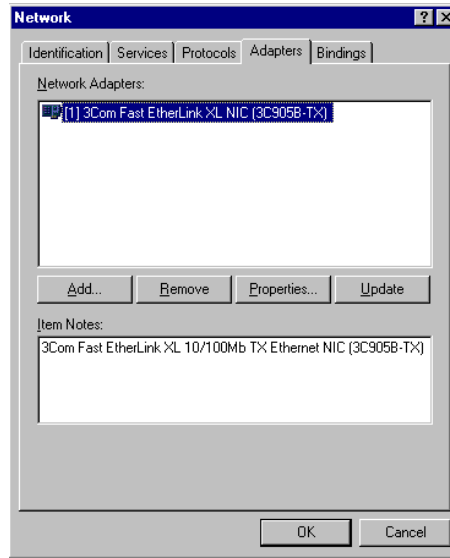 Network
Identification Services Protocols Adapters Bindings
Network Adapters:
[1] 3Com Fast EtherLink XL NIC (3C905B-TX)
Add... Remove Properties... Update
Item Notes:
3Com Fast EtherLink XL 10/100Mb TX Ethernet NIC (3C905B-TX)
OK Cancel